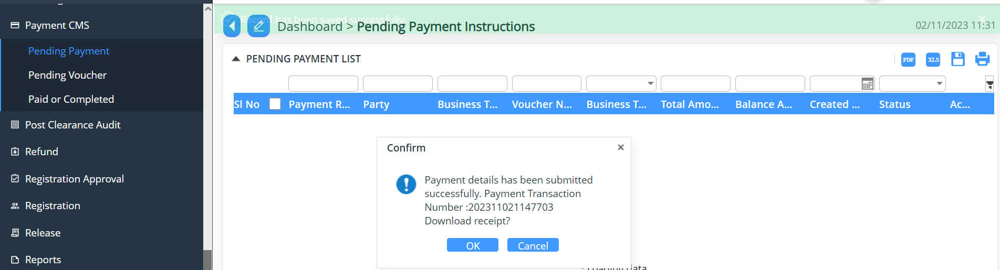 Payment CMS
Pending Payment
Pending Voucher
Paid or Completed
Post Clearance Audit
Refund
Registration Approval
Registration
Release
Reports
Record has been saved successfully.
Dashboard > Pending Payment Instructions
02/11/2023 11:31
PENDING PAYMENT LIST
PDF XLS
Sl No Payment R... Party Business T... Voucher N... Business T... Total Amo... Balance A... Created ... Status Ac...
Confirm
Payment details has been submitted
successfully. Payment Transaction
Number :202311021147703
Download receipt?
OK Cancel
data